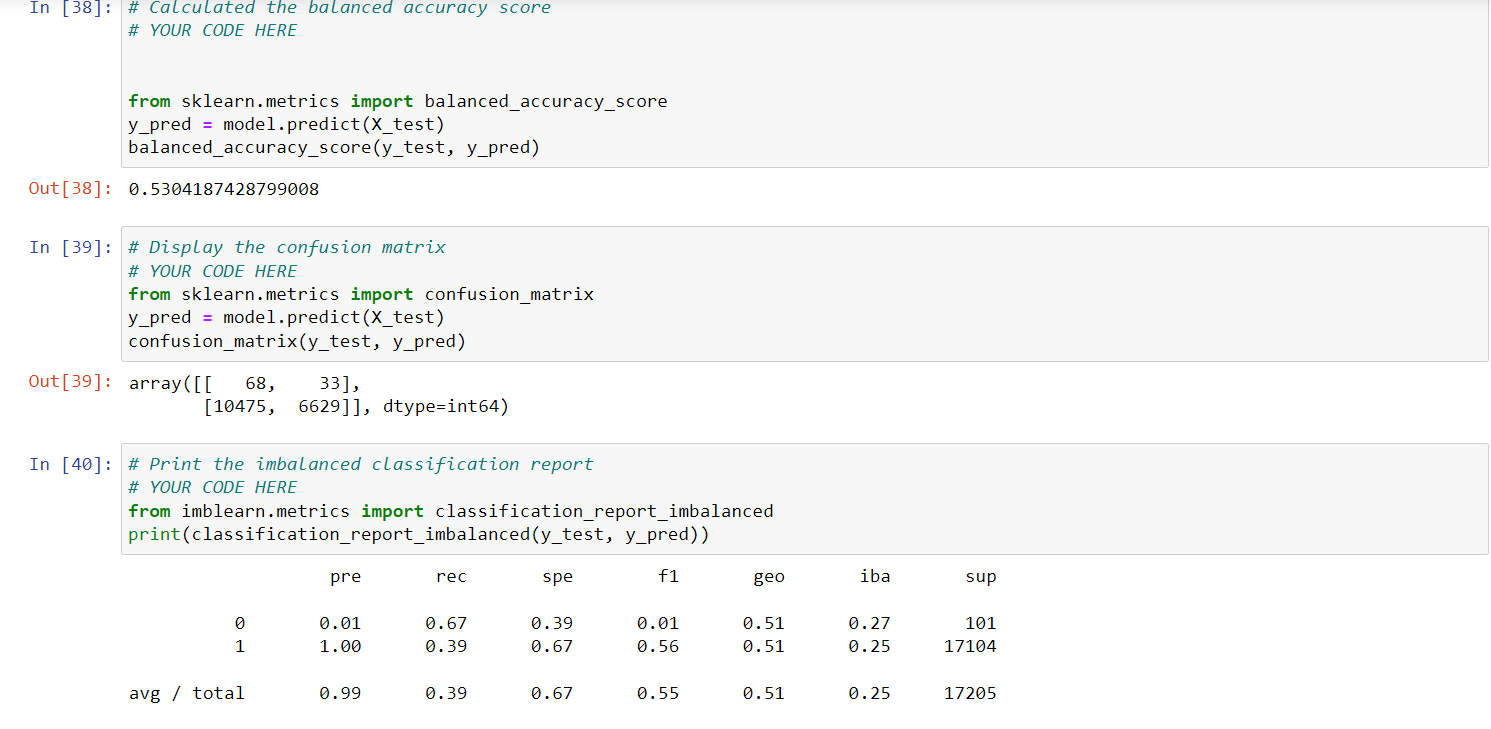 In [38]: # Calculated the balanced accuracy score
# YOUR CODE HERE
from sklearn.metrics import balanced_accuracy_score
y_pred = model.predict(X_test)
balanced_accuracy_score(y_test, y_pred)
Out[38]: 0.5304187428799008
In [39]: # Display the confusion matrix
# YOUR CODE HERE
from sklearn.metrics import confusion_matrix
y_pred = model.predict(X_test)
confusion_matrix(y_test, y_pred)
Out[39]: array([[   68,    33],
       [10475,  6629]], dtype=int64)
In [40]: # Print the imbalanced classification report
# YOUR CODE HERE
from imblearn.metrics import classification_report_imbalanced
print(classification_report_imbalanced(y_test, y_pred))
pre rec spe f1 geo iba sup
0 0.01 0.67 0.39 0.01 0.51 0.27 101
1 1.00 0.39 0.67 0.56 0.51 0.25 17104
avg / total 0.99 0.39 0.67 0.55 0.51 0.25 17205